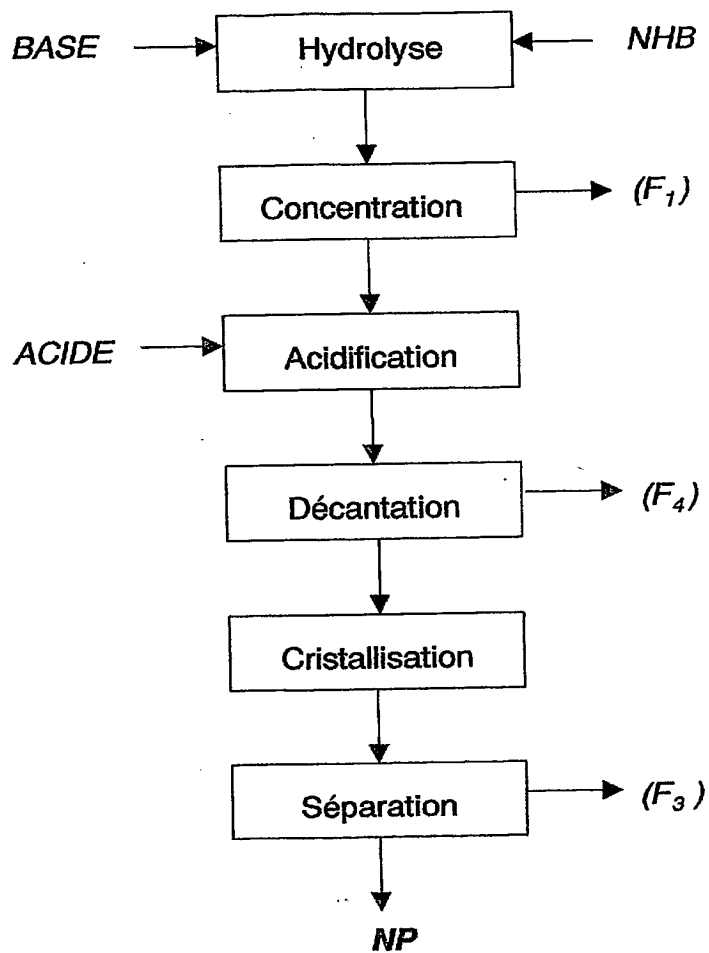 BASE Hydrolyse NHB
Concentration (F₁)
ACIDE Acidification
Décantation (F₄)
Cristallisation
Séparation (F₃)
NP